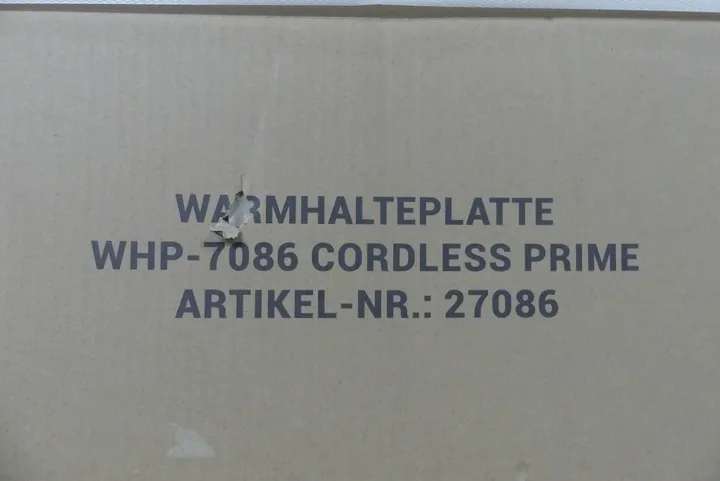 WARMHALTEPLATTE
WHP-7086 CORDLESS PRIME
ARTIKEL-NR.: 27086